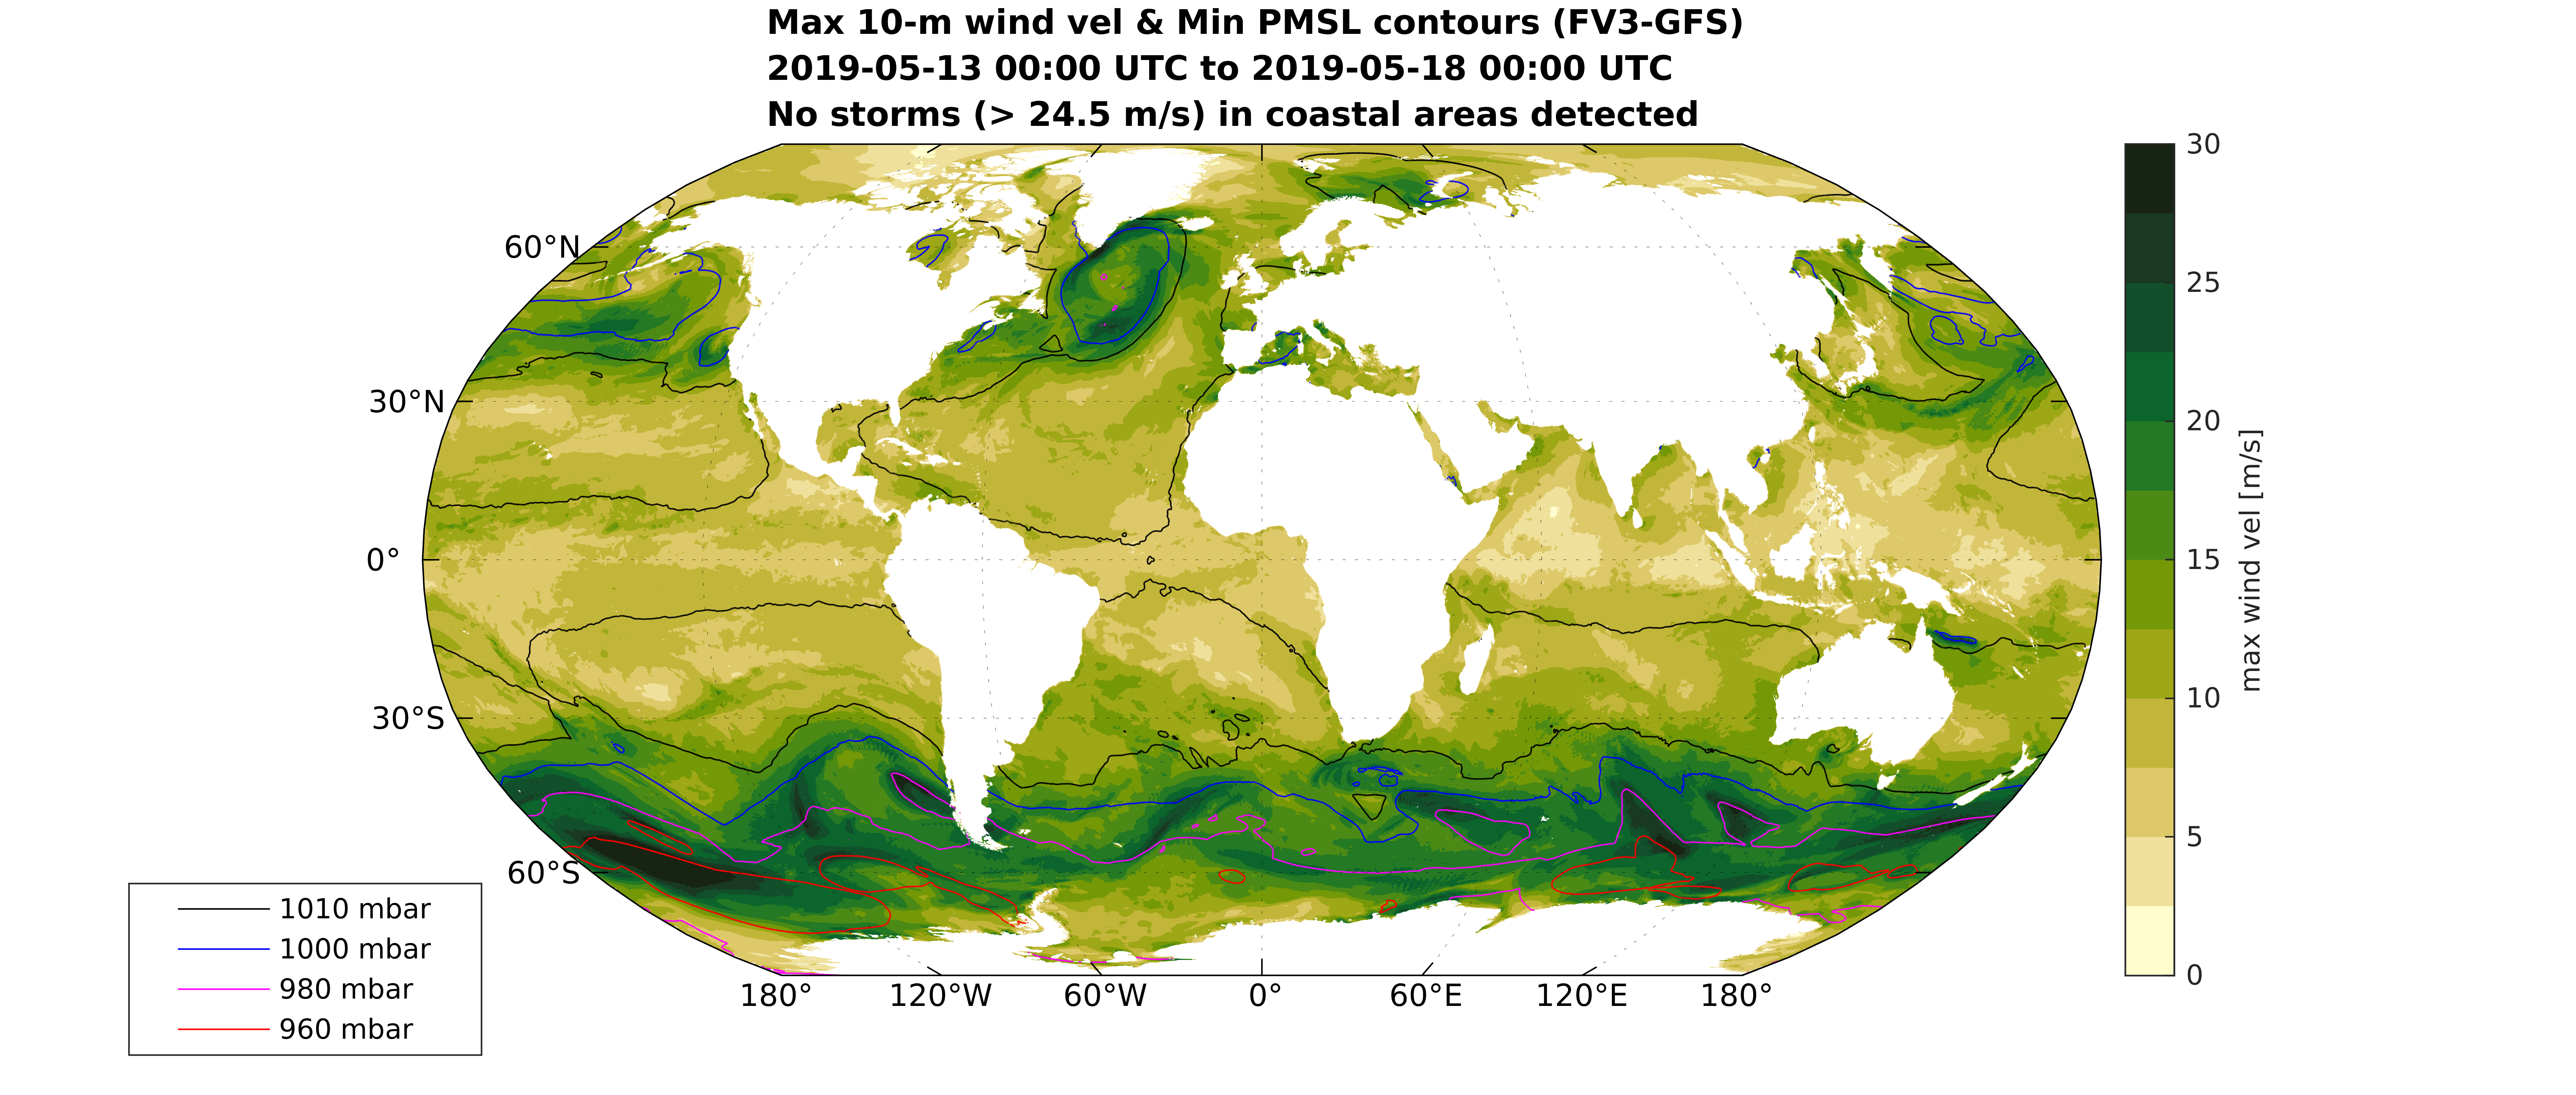 Max 10-m wind vel & Min PMSL contours (FV3-GFS)
2019-05-13 00:00 UTC to 2019-05-18 00:00 UTC
No storms (> 24.5 m/s) in coastal areas detected
60°N
30°N
0°
30°S
60°S
180°
120°W
60°W
0°
60°E
120°E
180°
1010 mbar
1000 mbar
980 mbar
960 mbar
30
25
20
15
10
5
0
max wind vel [m/s]